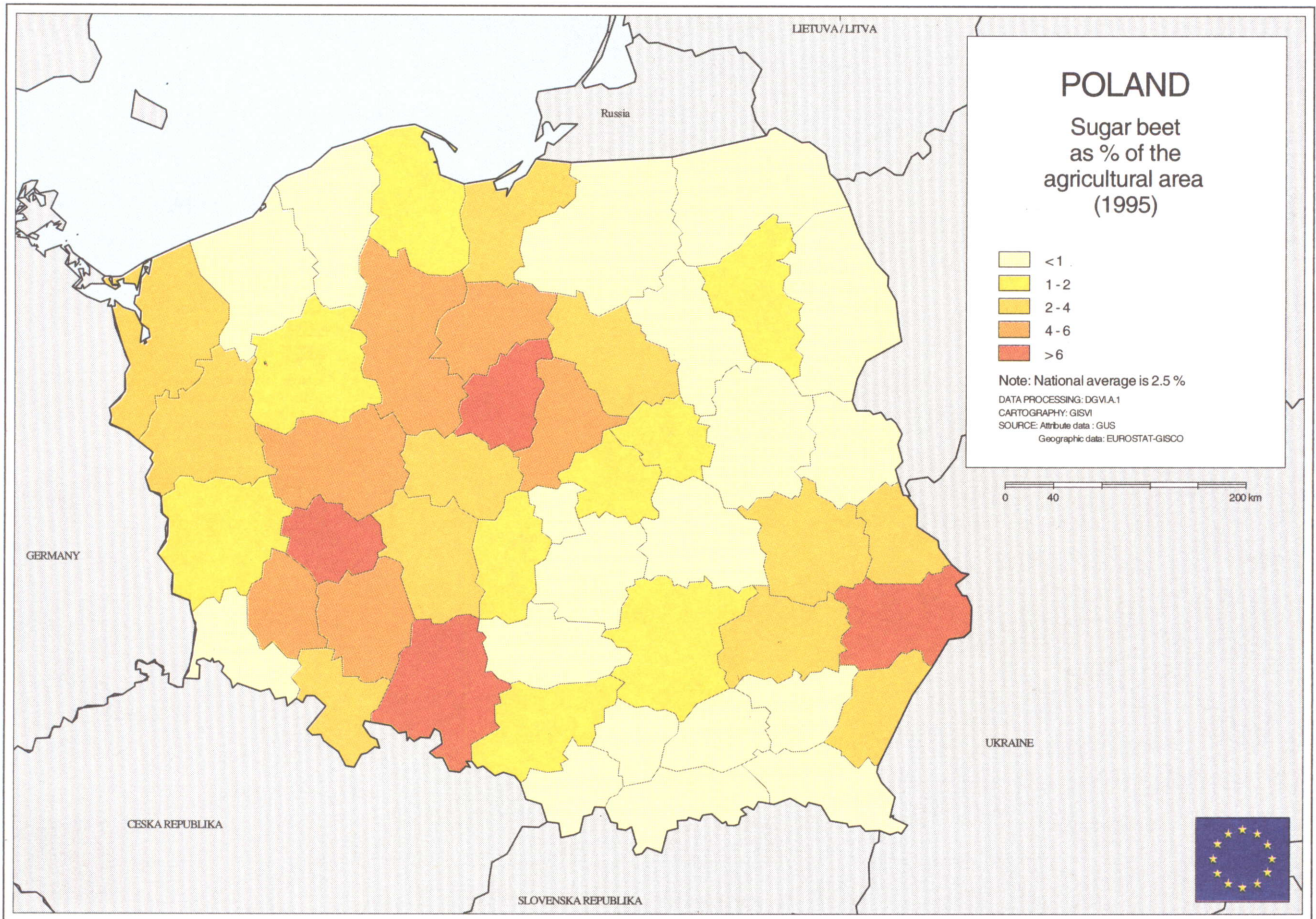 LIETUVA / LITVA
Russia
GERMANY
CESKA REPUBLIKA
SLOVENSKA REPUBLIKA
UKRAINE
POLAND
Sugar beet
as % of the
agricultural area
(1995)
<1
1 - 2
2 - 4
4 - 6
>6
Note: National average is 2.5 %
DATA PROCESSING: DGVI.A.1
CARTOGRAPHY: GISVI
SOURCE: Attribute data : GUS
Geographic data: EUROSTAT-GISCO
0 40 200 km